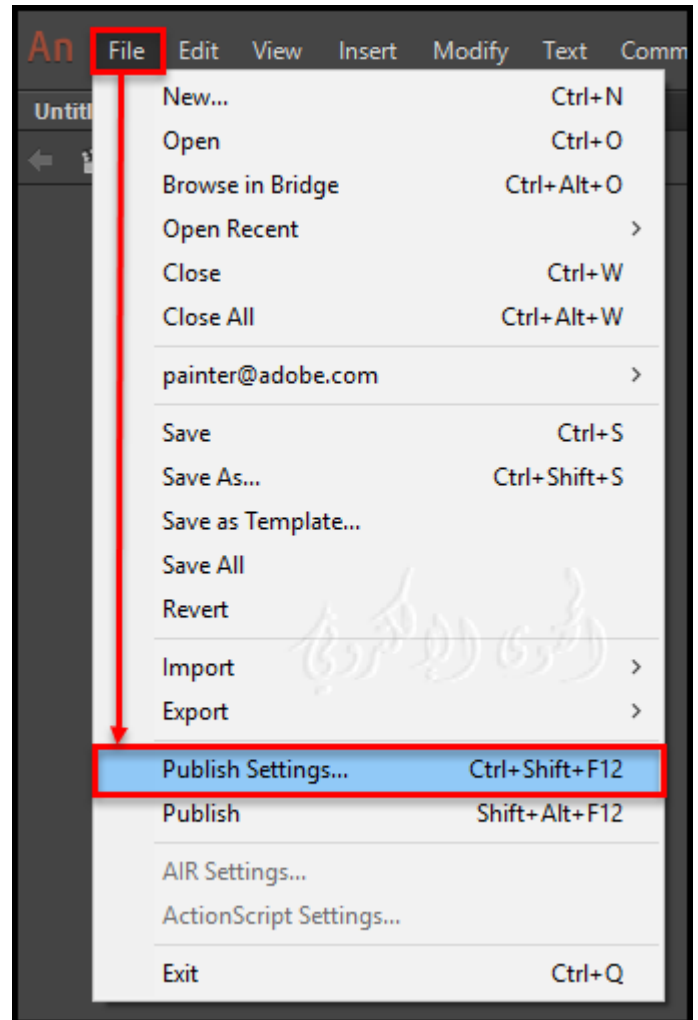 An File Edit View Insert Modify Text Comm
Untitl
New... Ctrl+N
Open Ctrl+O
Browse in Bridge Ctrl+Alt+O
Open Recent
Close Ctrl+W
Close All Ctrl+Alt+W
painter@adobe.com
Save Ctrl+S
Save As... Ctrl+Shift+S
Save as Template...
Save All
Revert
Import
Export
Publish Settings... Ctrl+Shift+F12
Publish Shift+Alt+F12
AIR Settings...
ActionScript Settings...
Exit Ctrl+Q